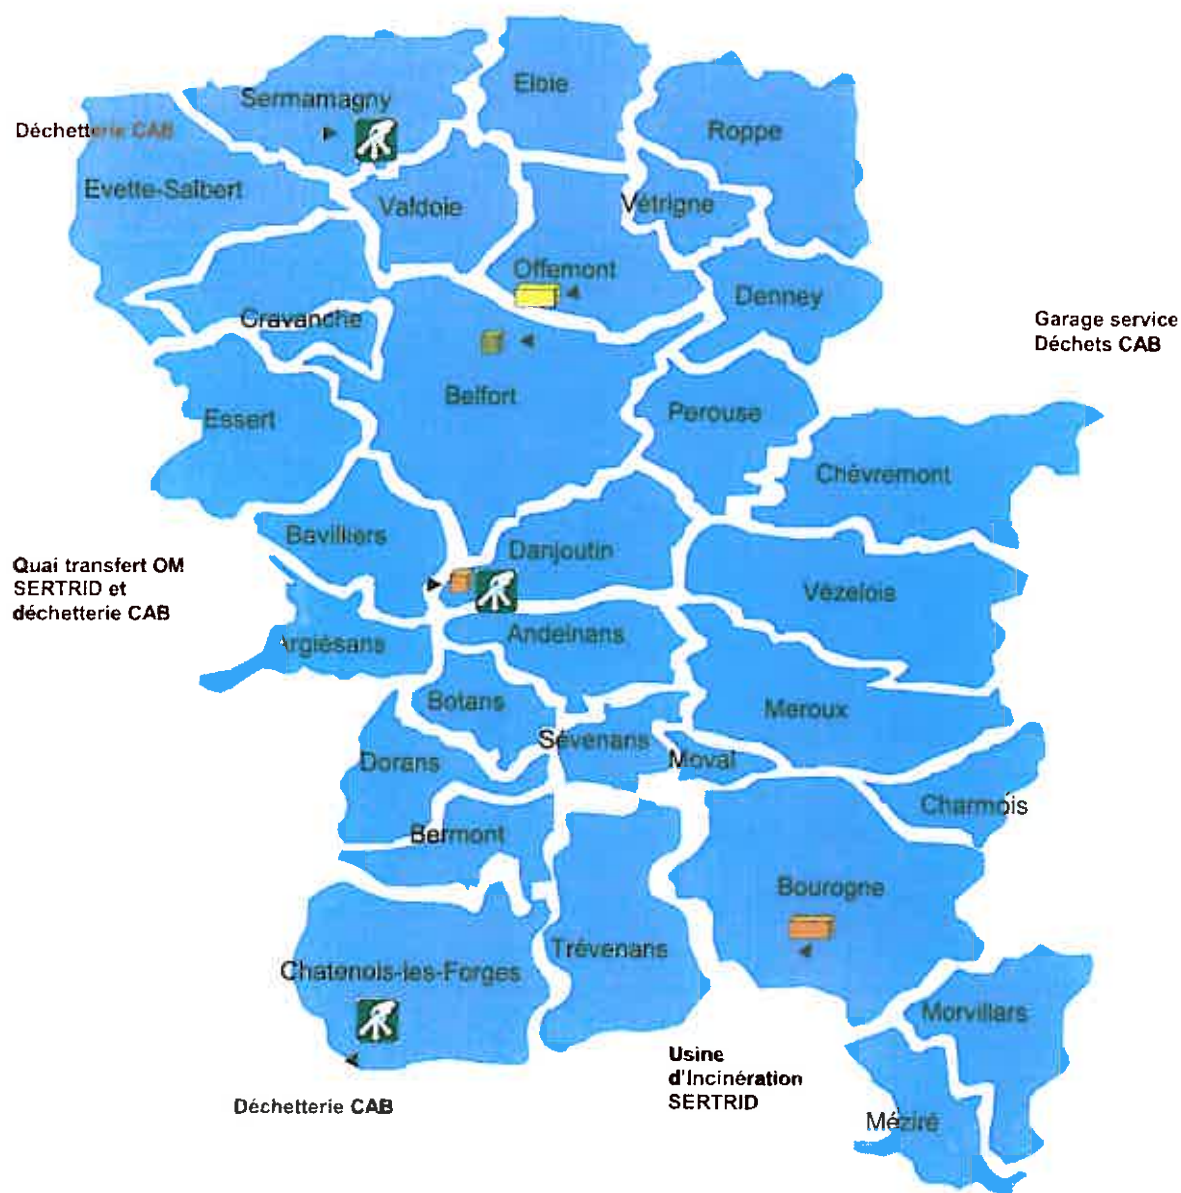 Eloie
Sermamagny
Roppe
Déchetterie CAB
Evette-Salbert
Valdoie
Vétrigne
Offemont
Denney
Cravanche
Garage service
Déchets CAB
Belfort
Essert
Perouse
Chèvremont
Bavilliers
Danjoutin
Quai transfert OM
SERTRID et
déchetterie CAB
Vézelois
Andelnans
Argiésans
Botans
Meroux
Sévenans
Moval
Dorans
Charmois
Bermont
Bourogne
Trévenans
Chatenois-les-Forges
Morvillars
Usine
d'Incinération
SERTRID
Déchetterie CAB
Méziré